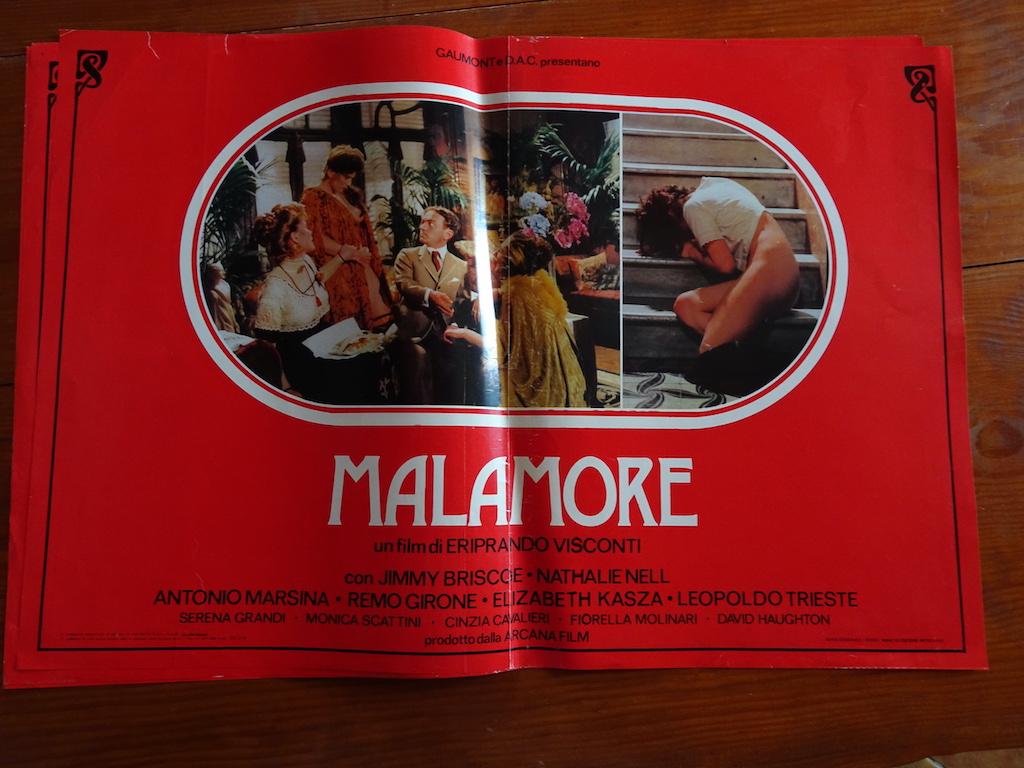 GAUMONT e D.A.C. presentano
MALAMORE
un film di ERIPRANDO VISCONTI
con JIMMY BRISCOE • NATHALIE NELL
ANTONIO MARSINA • REMO GIRONE • ELIZABETH KASZA • LEOPOLDO TRIESTE
SERENA GRANDI • MONICA SCATTINI • CINZIA CAVALIERI • FIORELLA MOLINARI • DAVID HAUGHTON
prodotto dalla ARCANA FILM